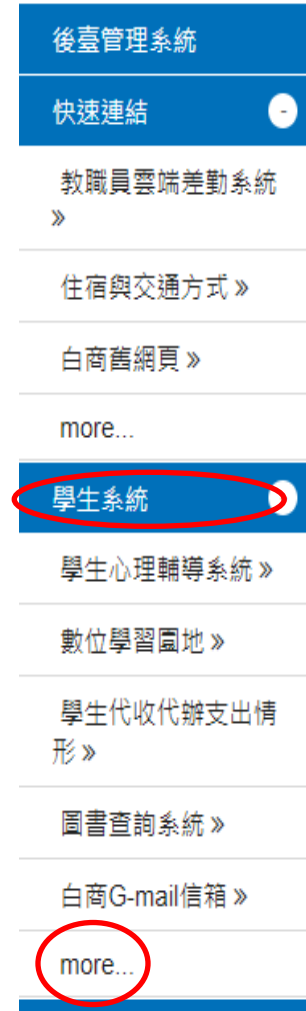 後臺管理系統
快速連結 -
教職員雲端差勤系統
»
住宿與交通方式 »
白商舊網頁 »
more...
學生系統
學生心理輔導系統 »
數位學習園地 »
學生代收代辦支出情
形 »
圖書查詢系統 »
白商G-mail信箱 »
more...